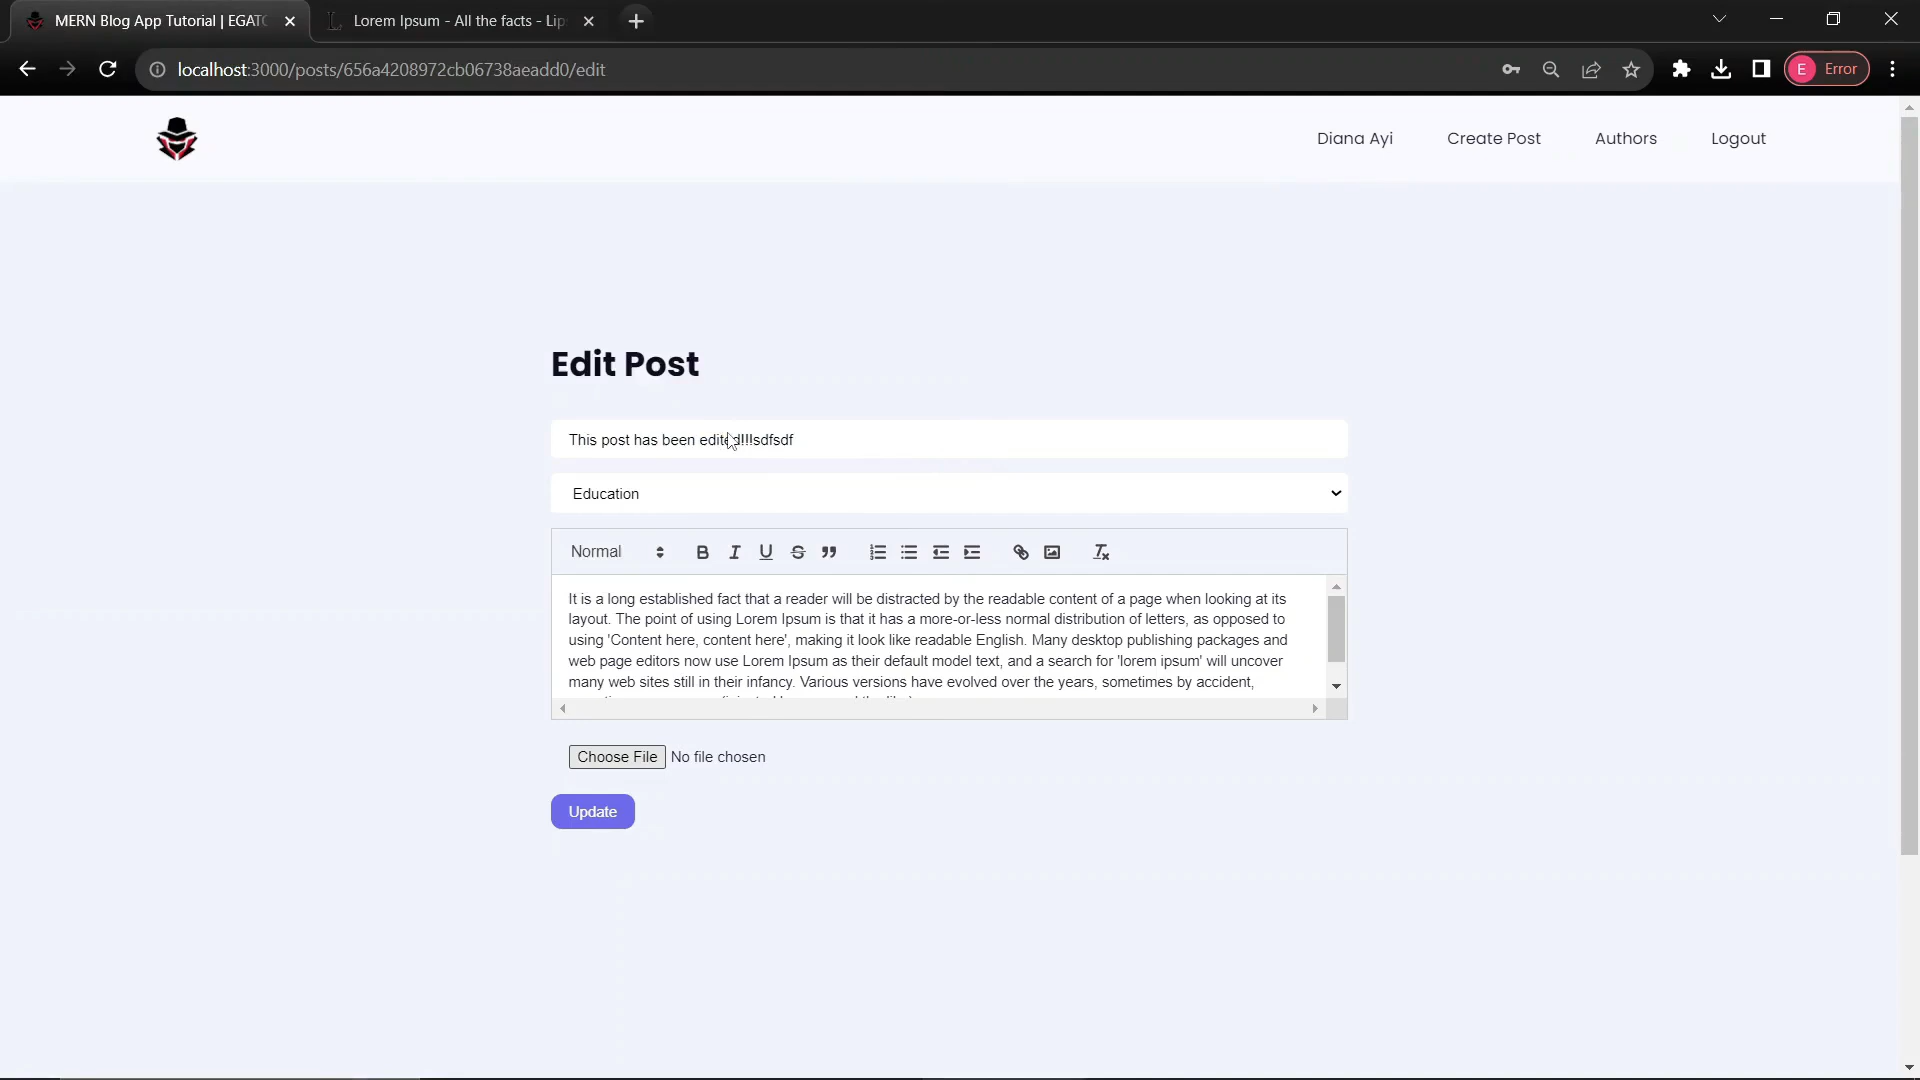 MERN Blog App Tutorial | EGATO
Lorem Ipsum - All the facts - Lip
localhost:3000/posts/656a4208972cb06738aeadd0/edit
E Error
Diana Ayi Create Post Authors Logout
Edit Post
This post has been edited!!!sdfsdf
Education
Normal
It is a long established fact that a reader will be distracted by the readable content of a page when looking at its
layout. The point of using Lorem Ipsum is that it has a more-or-less normal distribution of letters, as opposed to
using 'Content here, content here', making it look like readable English. Many desktop publishing packages and
web page editors now use Lorem Ipsum as their default model text, and a search for 'lorem ipsum' will uncover
many web sites still in their infancy. Various versions have evolved over the years, sometimes by accident,
Choose File No file chosen
Update